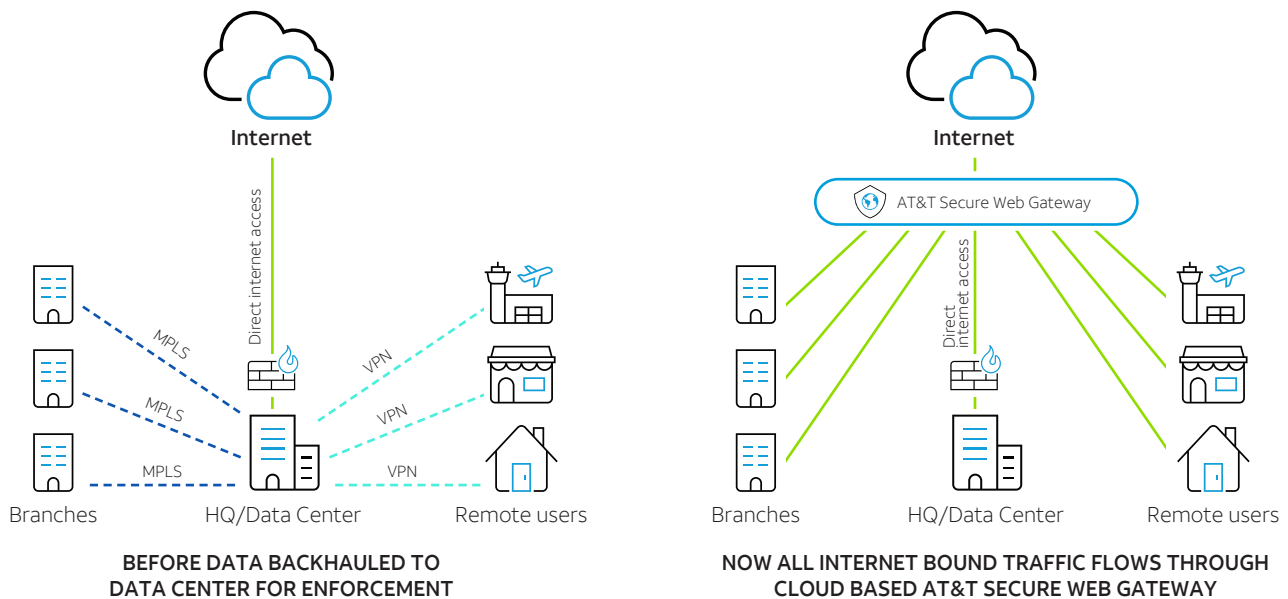 Internet
Direct internet access
MPLS
MPLS
MPLS
VPN
VPN
VPN
Branches
HQ/Data Center
Remote users
BEFORE DATA BACKHAULED TO
DATA CENTER FOR ENFORCEMENT
Internet
AT&T Secure Web Gateway
Direct
internet access
Branches
HQ/Data Center
Remote users
NOW ALL INTERNET BOUND TRAFFIC FLOWS THROUGH
CLOUD BASED AT&T SECURE WEB GATEWAY